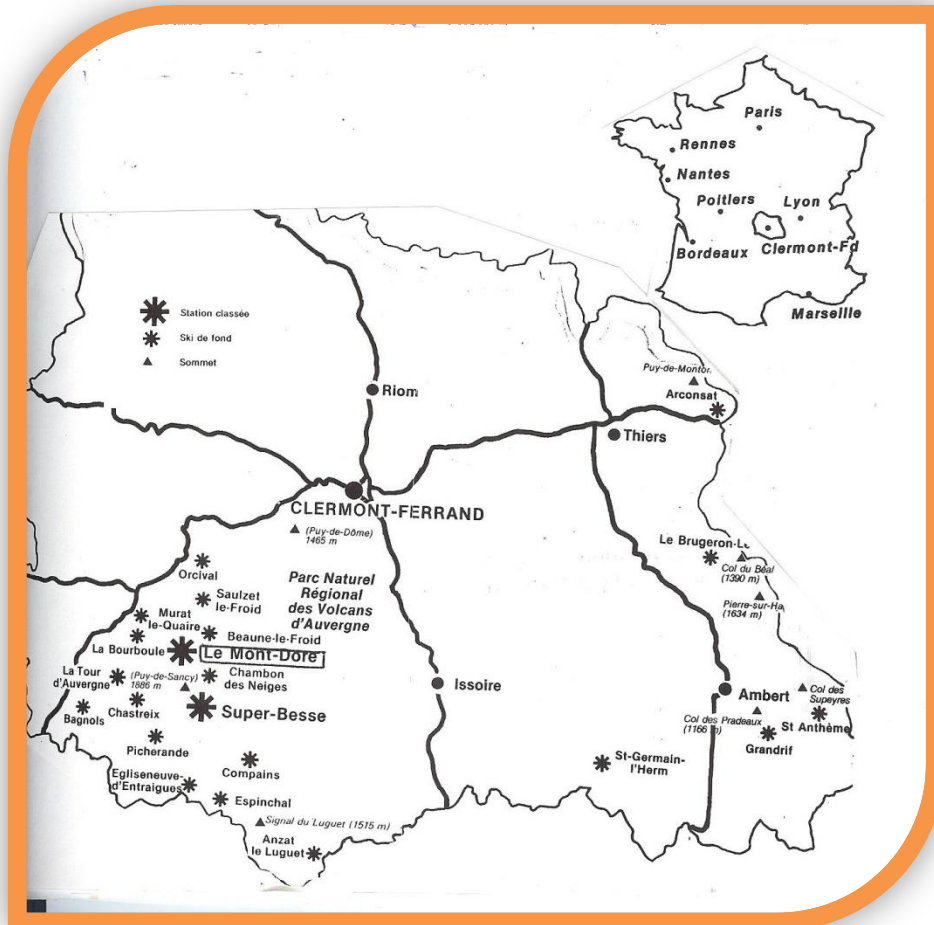 Paris
Rennes
Nantes
Poitiers
Lyon
Bordeaux
Clermont-Fd
Marseille
Station classée
Ski de fond
Sommet
Riom
Puy-de-Monton
Arconsat
Thiers
CLERMONT-FERRAND
(Puy-de-Dôme)
1465 m
Le Brugeron-Le
Col du Béal
(1390 m)
Pierre-sur-Ha
(1634 m)
Orcival
Saulzet
le-Froid
Parc Naturel
Régional
des Volcans
d'Auvergne
Murat
le-Quaire
Beaune-le-Froid
La Bourboule
Le Mont-Dore
La Tour
d'Auvergne
(Puy-de-Sancy)
1886 m
Chambon
des Neiges
Issoire
Bagnols
Chastreix
Super-Besse
Ambert
Col des
Supeyres
Col des Pradeaux
(1166 m)
St Anthème
Grandrif
Picherande
Compains
St-Germain-
l'Herm
Egliseneuve-
d'Entraigues
Espinchal
Signal du Luguet (1515 m)
Anzat
le Luguet